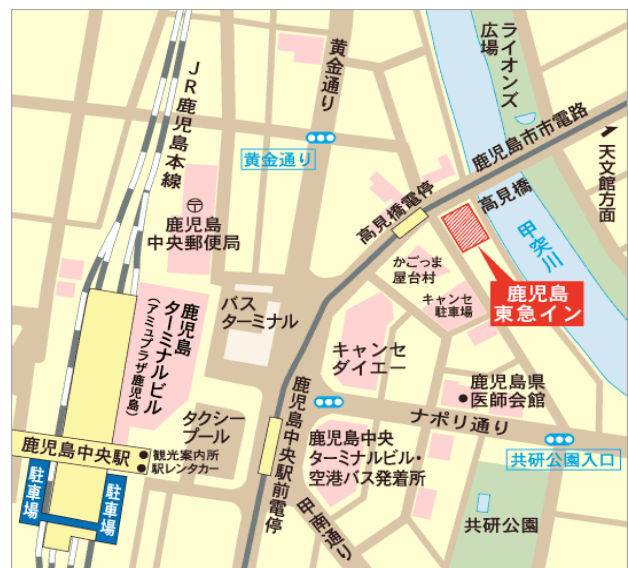 ライオンズ
広場
黄金通り
JR鹿児島本線
鹿児島市市電路
天文館方面
黄金通り
高見橋
高見橋電停
〒
鹿児島
中央郵便局
甲突川
かごっま
屋台村
キャンセ
駐車場
鹿児島
東急イン
バス
ターミナル
鹿児島
ターミナルビル
(アミュプラザ鹿児島)
キャンセ
ダイエー
鹿児島県
医師会館
タクシー
プール
鹿児島中央駅前電停
ナポリ通り
鹿児島中央駅
観光案内所
駅レンタカー
鹿児島中央
ターミナルビル・
空港バス発着所
共研公園入口
駐車場
駐車場
甲南通り
共研公園